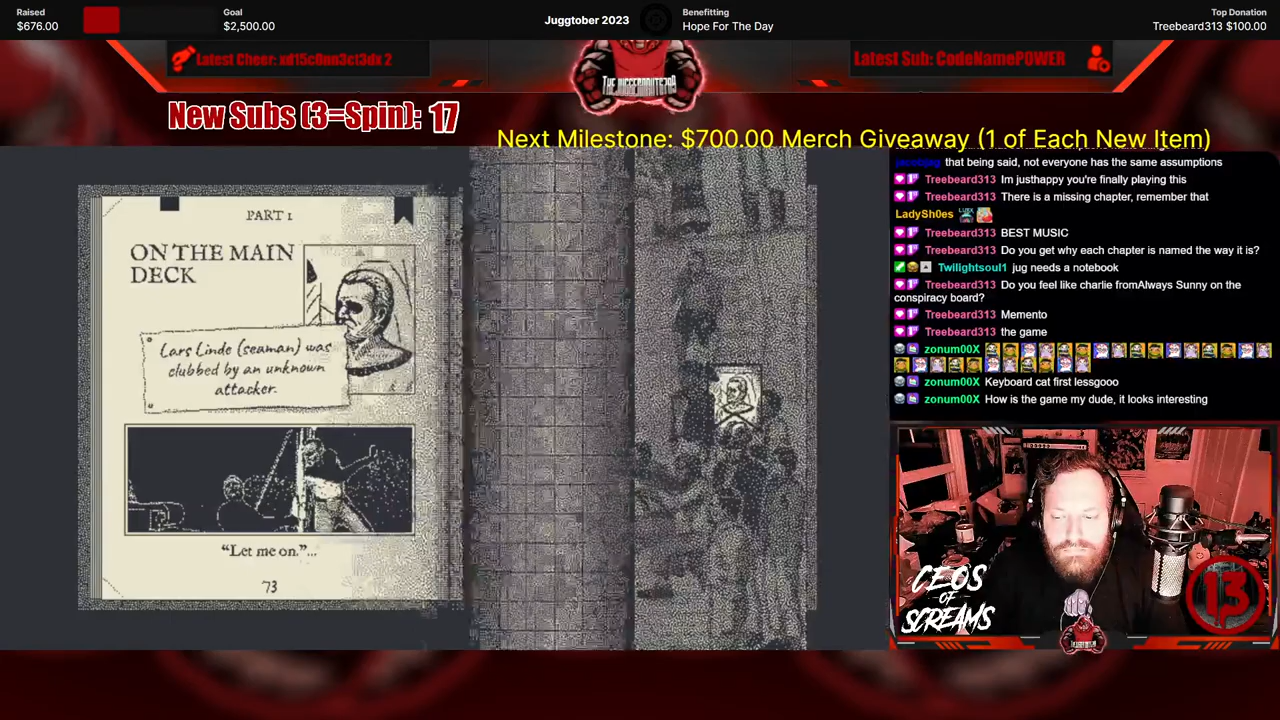 Raised
$676.00
Goal
$2,500.00
Juggtober 2023
Benefitting
Hope For The Day
Top Donation
Treebeard313 $100.00
Latest Cheer: xd15c0nn3ct3dx 2
THEJUGGERNAUT278A
Latest Sub: CodeNamePOWER
New Subs (3=Spin): 17
Next Milestone: $700.00 Merch Giveaway (1 of Each New Item)
PART 1
ON THE MAIN
DECK
Lars Linde (seaman) was
clubbed by an unknown
attacker.
"Let me on."...
73
that being said, not everyone has the same assumptions
Treebeard313 Im justhappy you're finally playing this
Treebeard313 There is a missing chapter, remember that
LadySh0es
Treebeard313 BEST MUSIC
Treebeard313 Do you get why each chapter is named the way it is?
Twilightsoul1 jug needs a notebook
Treebeard313 Do you feel like charlie fromAlways Sunny on the
conspiracy board?
Treebeard313 Memento
Treebeard313 the game
zonum00X
zonum00X Keyboard cat first lessgooo
zonum00X How is the game my dude, it looks interesting
CEOS
OF
SCREAMS
13